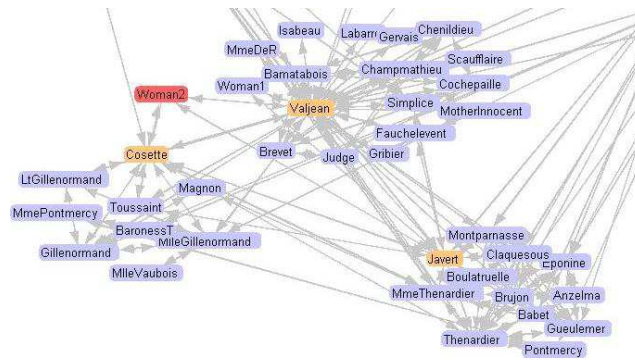 Isabeau
Labarre
Gervais
Chenildieu
MmeDeR
Scaufflaire
Bamatabois
Champmathieu
Woman1
Cochepaille
Woman2
Simplice
MotherInnocent
Valjean
Fauchelevent
Brevet
Judge
Gribier
Cosette
LtGillenormand
Magnon
Toussaint
MmePontmercy
BaronessT
MlleGillenormand
Gillenormand
MlleVaubois
Montparnasse
Claquesous
Eponine
Javert
Boulatruelle
MmeThenardier
Brujon
Anzelma
Babet
Gueulemer
Thenardier
Pontmercy